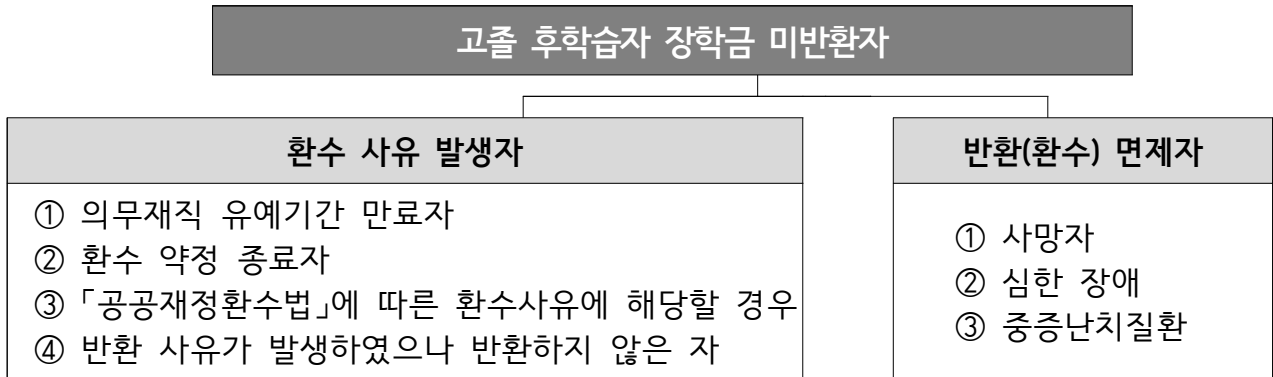 고졸 후학습자 장학금 미반환자
환수 사유 발생자
① 의무재직 유예기간 만료자
② 환수 약정 종료자
③ 「공공재정환수법」에 따른 환수사유에 해당할 경우
④ 반환 사유가 발생하였으나 반환하지 않은 자
반환(환수) 면제자
① 사망자
② 심한 장애
③ 중증난치질환